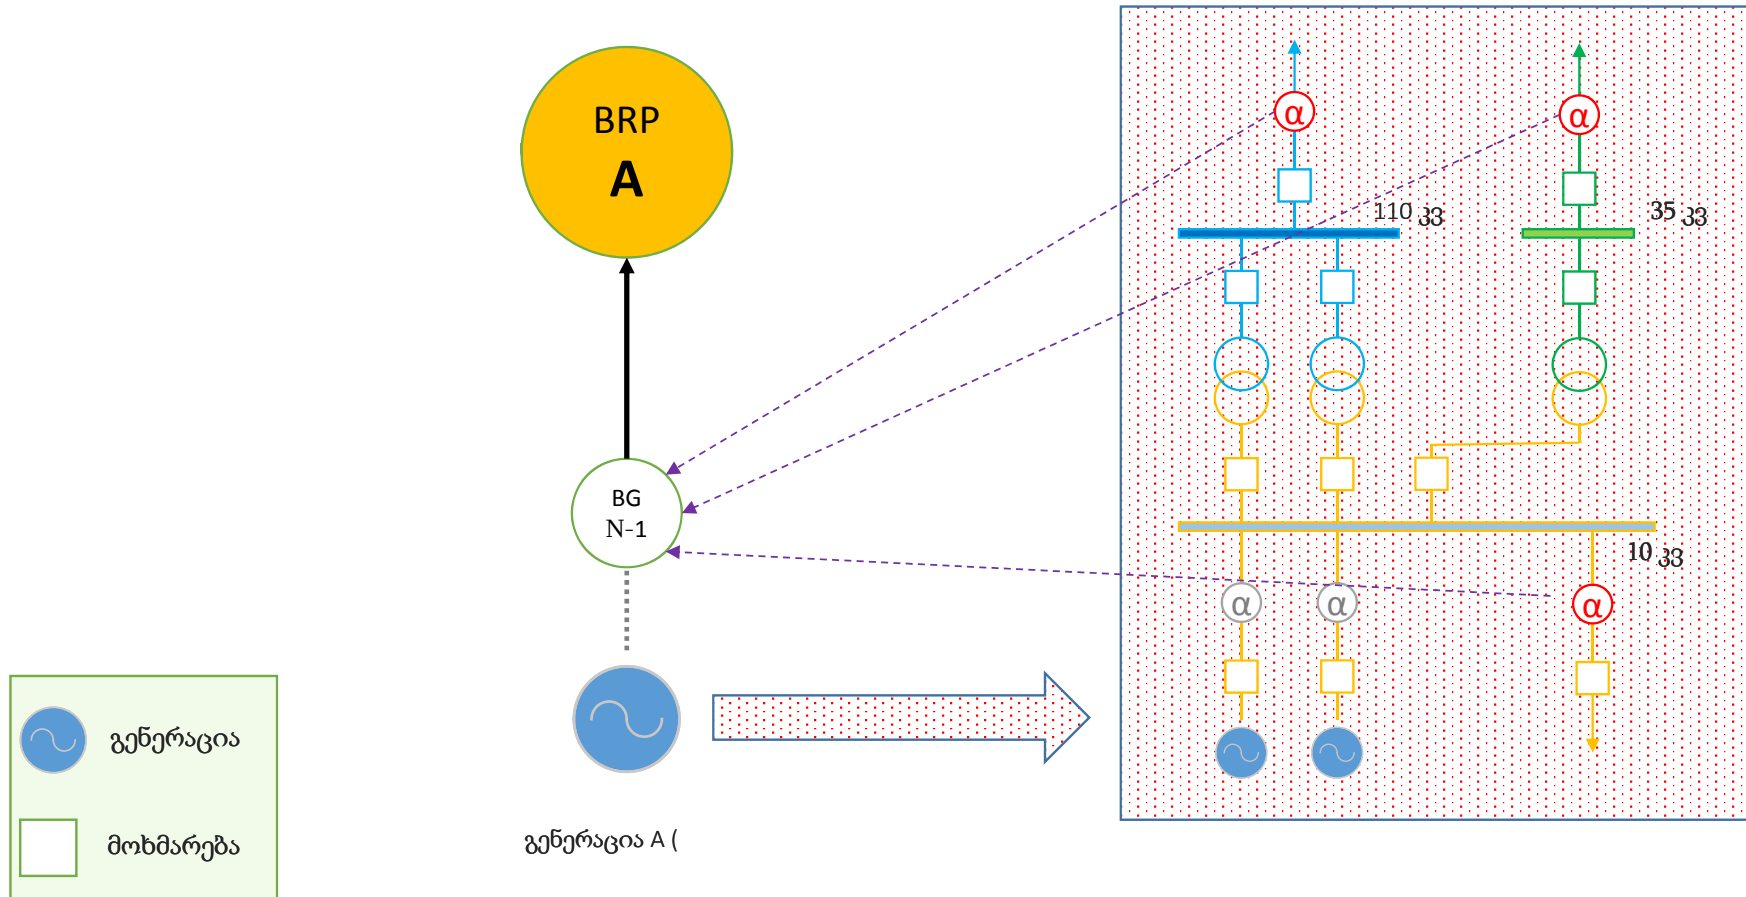 BRP
A
α
α
110 კვ
35 კვ
BG
N-1
10 კვ
α
α
α
გენერაცია
მოხმარება
გენერაცია A (